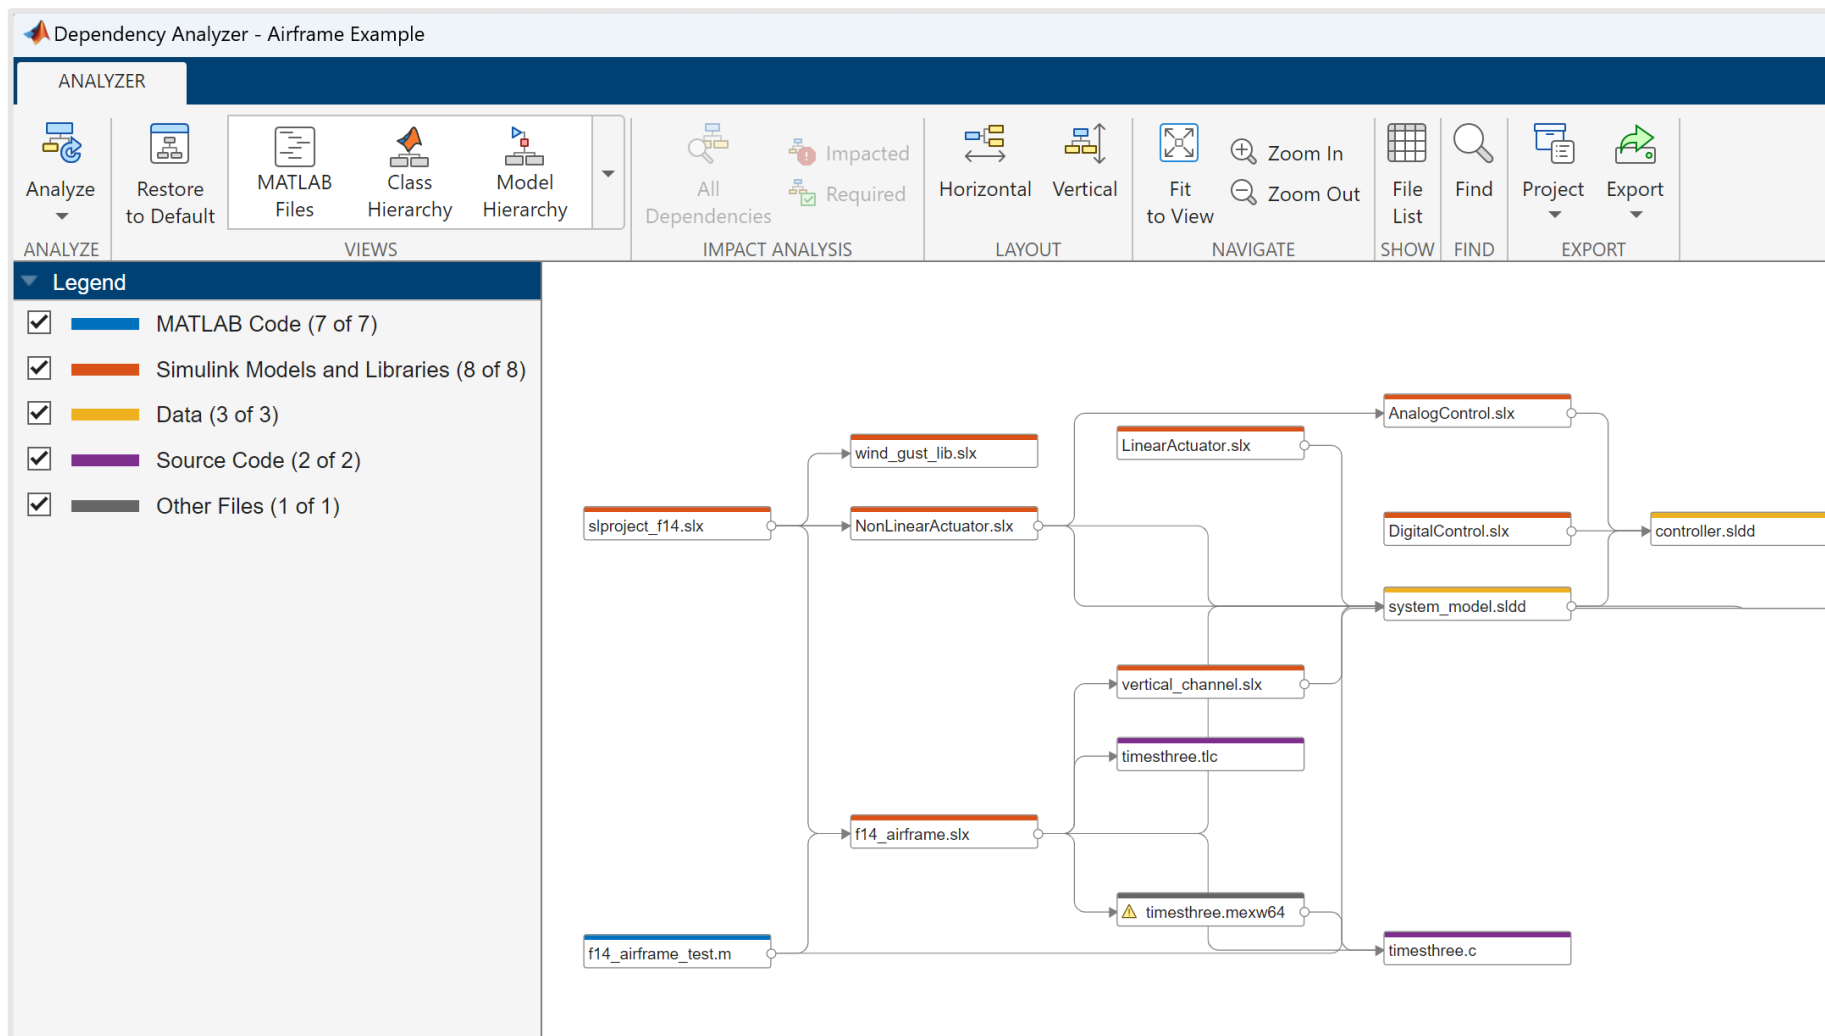 Dependency Analyzer - Airframe Example
ANALYZER
Analyze
Restore
to Default
MATLAB
Files
Class
Hierarchy
Model
Hierarchy
All
Dependencies
Impacted
Required
Horizontal
Vertical
Fit
to View
Zoom In
Zoom Out
File
List
Find
Project
Export
ANALYZE
VIEWS
IMPACT ANALYSIS
LAYOUT
NAVIGATE
SHOW
FIND
EXPORT
Legend
MATLAB Code (7 of 7)
Simulink Models and Libraries (8 of 8)
Data (3 of 3)
Source Code (2 of 2)
Other Files (1 of 1)
AnalogControl.slx
LinearActuator.slx
wind_gust_lib.slx
slproject_f14.slx
NonLinearActuator.slx
DigitalControl.slx
controller.sldd
system_model.sldd
vertical_channel.slx
timesthree.tlc
f14_airframe.slx
timesthree.mexw64
f14_airframe_test.m
timesthree.c